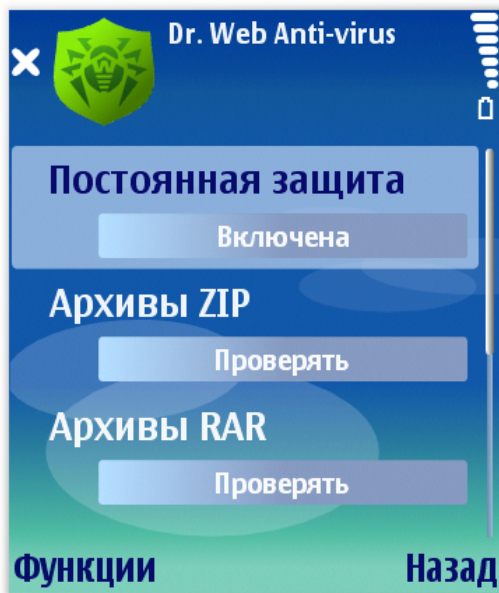 Dr. Web Anti-virus
Постоянная защита
Включена
Архивы ZIP
Проверять
Архивы RAR
Проверять
Функции
Назад